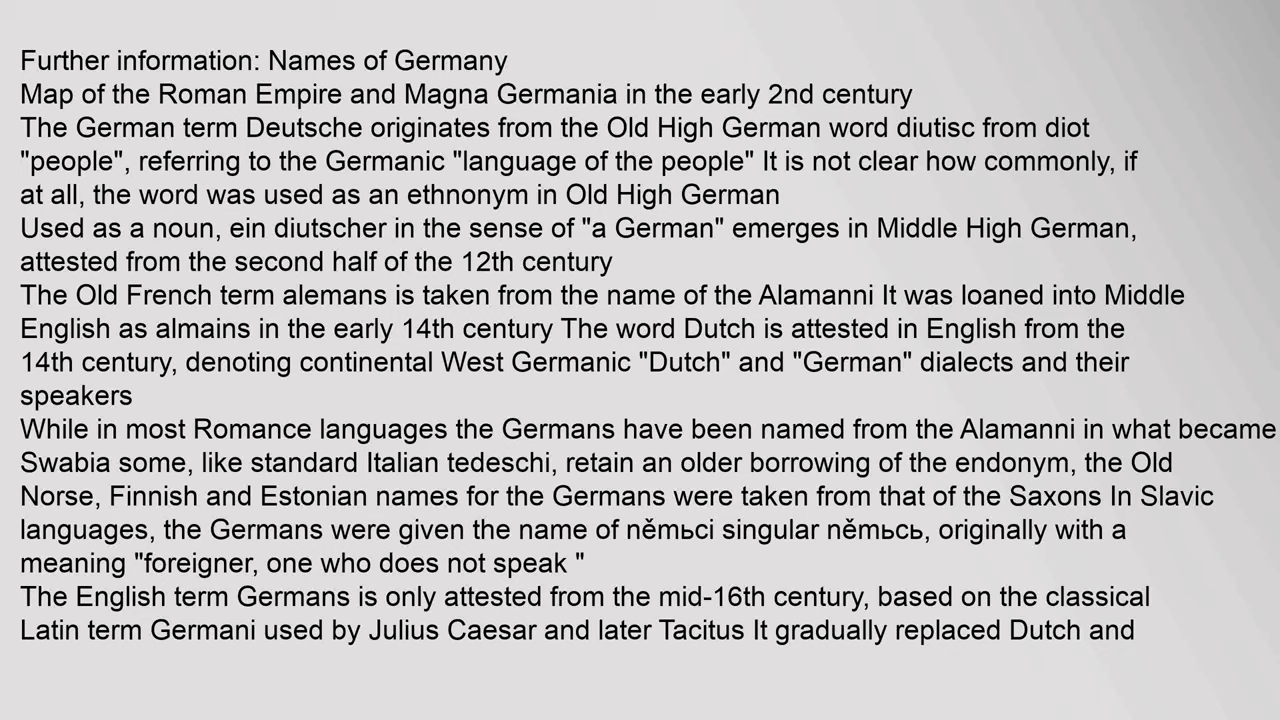 Further information: Names of Germany
Map of the Roman Empire and Magna Germania in the early 2nd century
The German term Deutsche originates from the Old High German word diutisc from diot
"people", referring to the Germanic "language of the people" It is not clear how commonly, if
at all, the word was used as an ethnonym in Old High German
Used as a noun, ein diutscher in the sense of "a German" emerges in Middle High German,
attested from the second half of the 12th century
The Old French term alemans is taken from the name of the Alamanni It was loaned into Middle
English as almains in the early 14th century The word Dutch is attested in English from the
14th century, denoting continental West Germanic "Dutch" and "German" dialects and their
speakers
While in most Romance languages the Germans have been named from the Alamanni in what became
Swabia some, like standard Italian tedeschi, retain an older borrowing of the endonym, the Old
Norse, Finnish and Estonian names for the Germans were taken from that of the Saxons In Slavic
languages, the Germans were given the name of němьci singular němьcь, originally with a
meaning "foreigner, one who does not speak "
The English term Germans is only attested from the mid-16th century, based on the classical
Latin term Germani used by Julius Caesar and later Tacitus It gradually replaced Dutch and